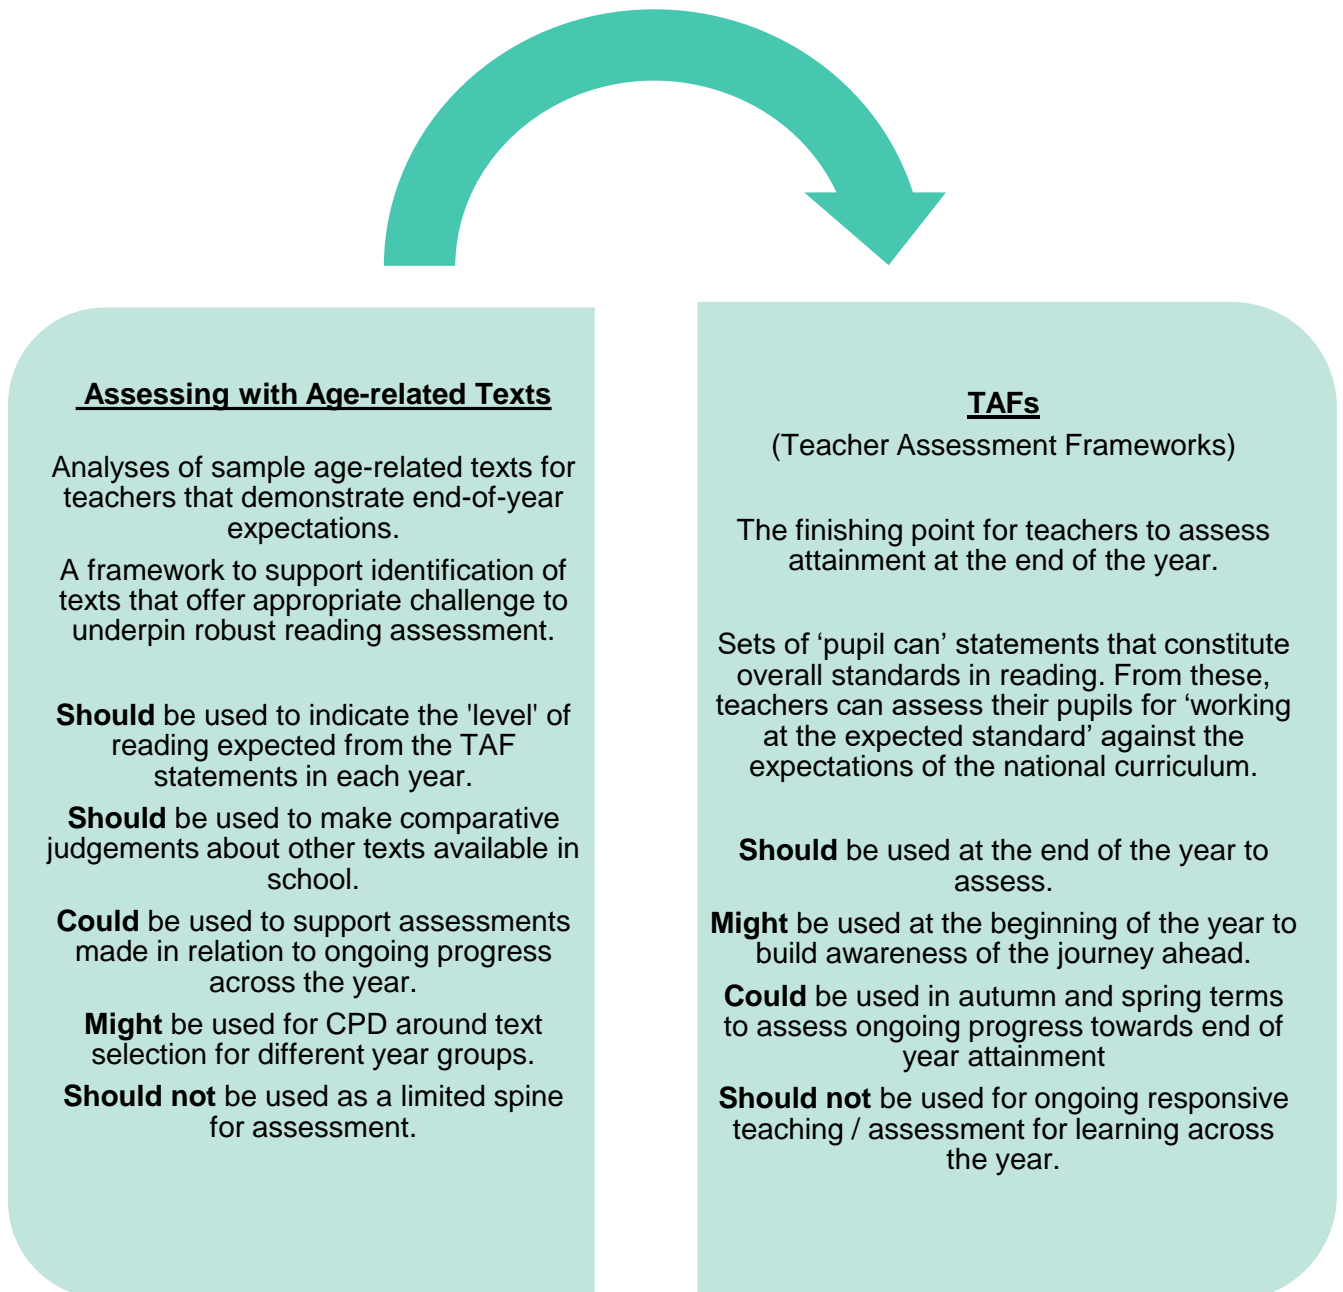 Assessing with Age-related Texts
Analyses of sample age-related texts for
teachers that demonstrate end-of-year
expectations.
A framework to support identification of
texts that offer appropriate challenge to
underpin robust reading assessment.
Should be used to indicate the 'level' of
reading expected from the TAF
statements in each year.
Should be used to make comparative
judgements about other texts available in
school.
Could be used to support assessments
made in relation to ongoing progress
across the year.
Might be used for CPD around text
selection for different year groups.
Should not be used as a limited spine
for assessment.
TAFs
(Teacher Assessment Frameworks)
The finishing point for teachers to assess
attainment at the end of the year.
Sets of ‘pupil can’ statements that constitute
overall standards in reading. From these,
teachers can assess their pupils for ‘working
at the expected standard’ against the
expectations of the national curriculum.
Should be used at the end of the year to
assess.
Might be used at the beginning of the year to
build awareness of the journey ahead.
Could be used in autumn and spring terms
to assess ongoing progress towards end of
year attainment
Should not be used for ongoing responsive
teaching / assessment for learning across
the year.